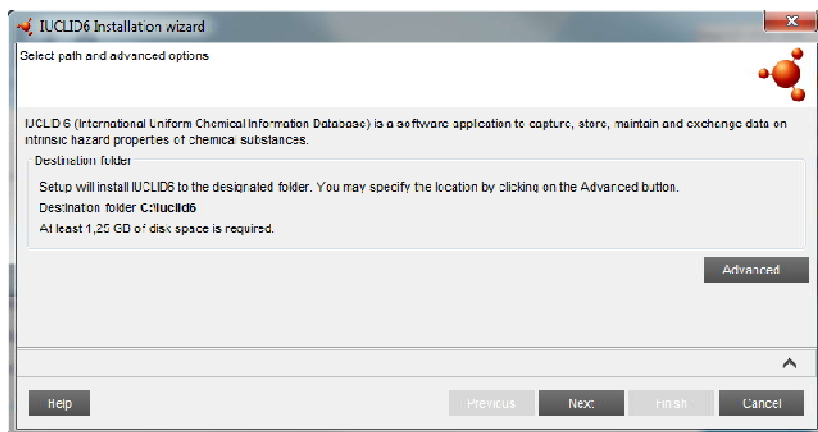 IUCLID6 Installation wizard
Select path and advanced options
IUCLID 6 (International Uniform Chemical Information Database) is a software application to capture, store, maintain and exchange data on
intrinsic hazard properties of chemical substances.
Destination folder
Setup will install IUCLID6 to the designated folder. You may specify the location by clicking on the Advanced button.
Destination folder C:\Iuclid6
At least 1,25 GB of disk space is required.
Advanced
Help
Previous
Next
Finish
Cancel